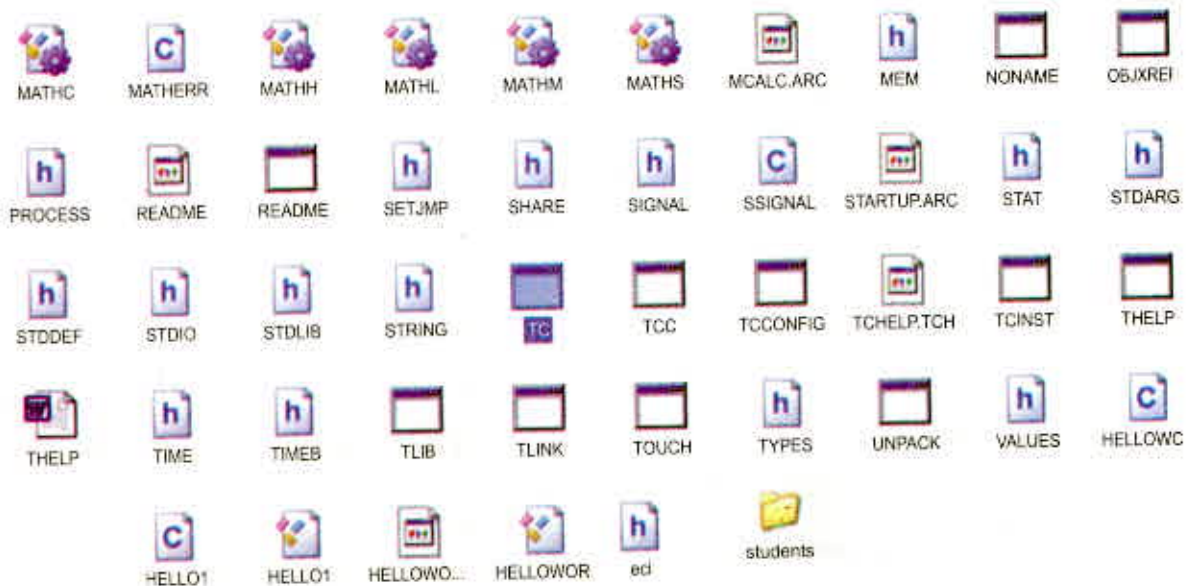 MATHC MATHERR MATHH MATHL MATHM MATHS MCALC.ARC MEM NONAME OBJXREF
PROCESS README README SETJMP SHARE SIGNAL SSIGNAL STARTUP.ARC STAT STDARG
STDDEF STDIO STDLIB STRING TC TCC TCCONFIG TCHELP.TCH TCINST THELP
THELP TIME TIMEB TLIB TLINK TOUCH TYPES UNPACK VALUES HELLOWC
HELLO1 HELLO1 HELLOWO... HELLOWOR students